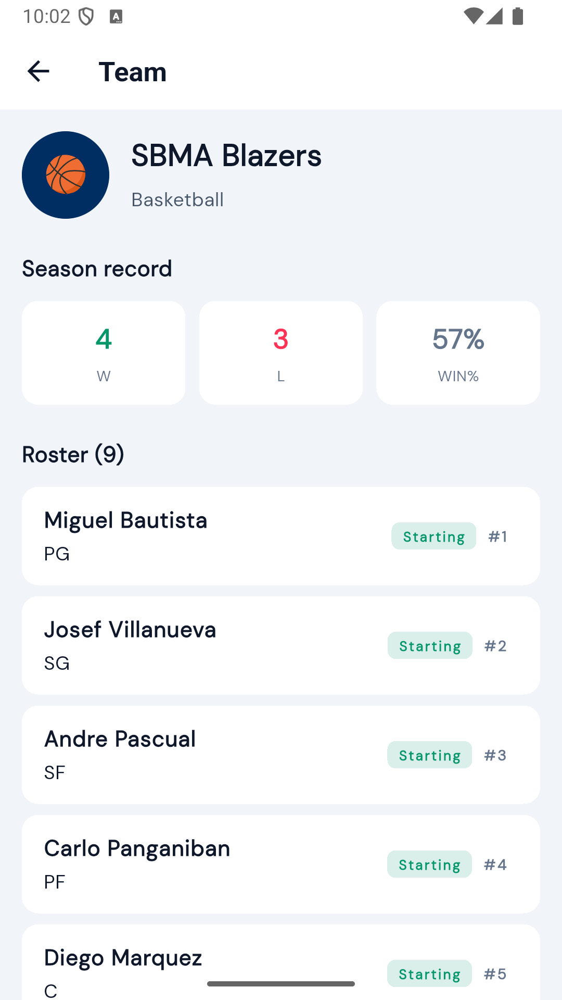 10:02
Team
SBMA Blazers
Basketball
Season record
4
W
3
L
57%
WIN%
Roster (9)
Miguel Bautista
PG
Starting
#1
Josef Villanueva
SG
Starting
#2
Andre Pascual
SF
Starting
#3
Carlo Panganiban
PF
Starting
#4
Diego Marquez
C
Starting
#5